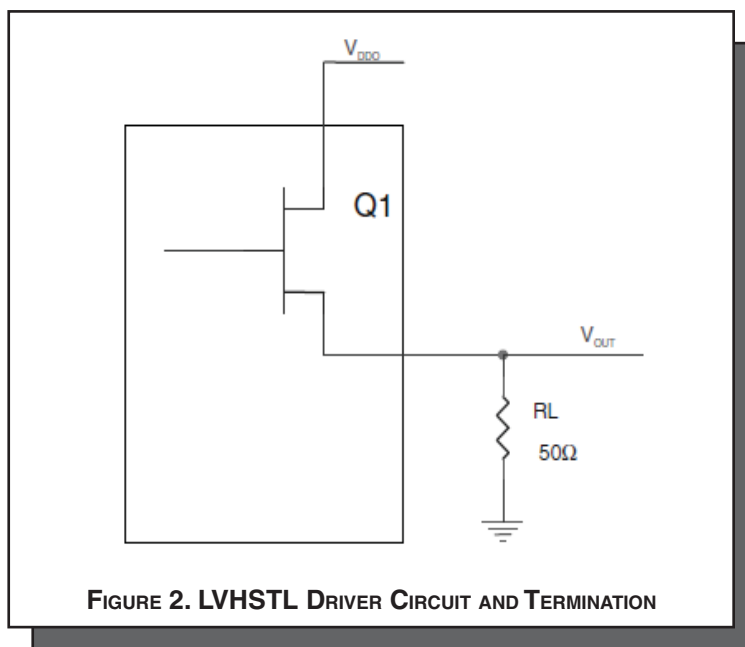 VDDO
Q1
VOUT
RL
50Ω
FIGURE 2. LVHSTL DRIVER CIRCUIT AND TERMINATION